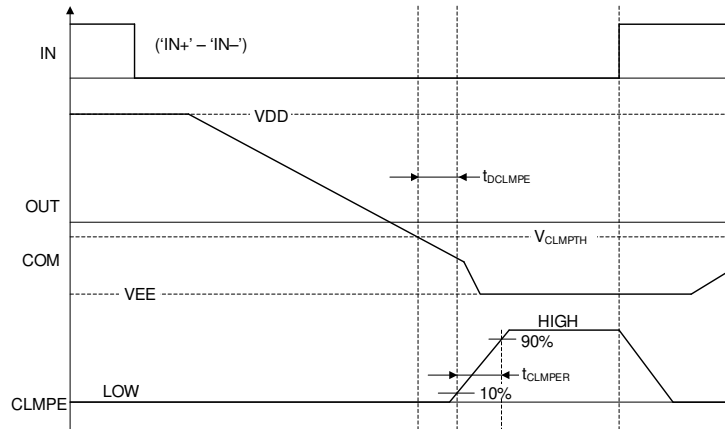 IN
('IN+' – 'IN–')
VDD
tDCLMPE
OUT
VCLMPTH
COM
VEE
HIGH
90%
tCLMPER
LOW
10%
CLMPE